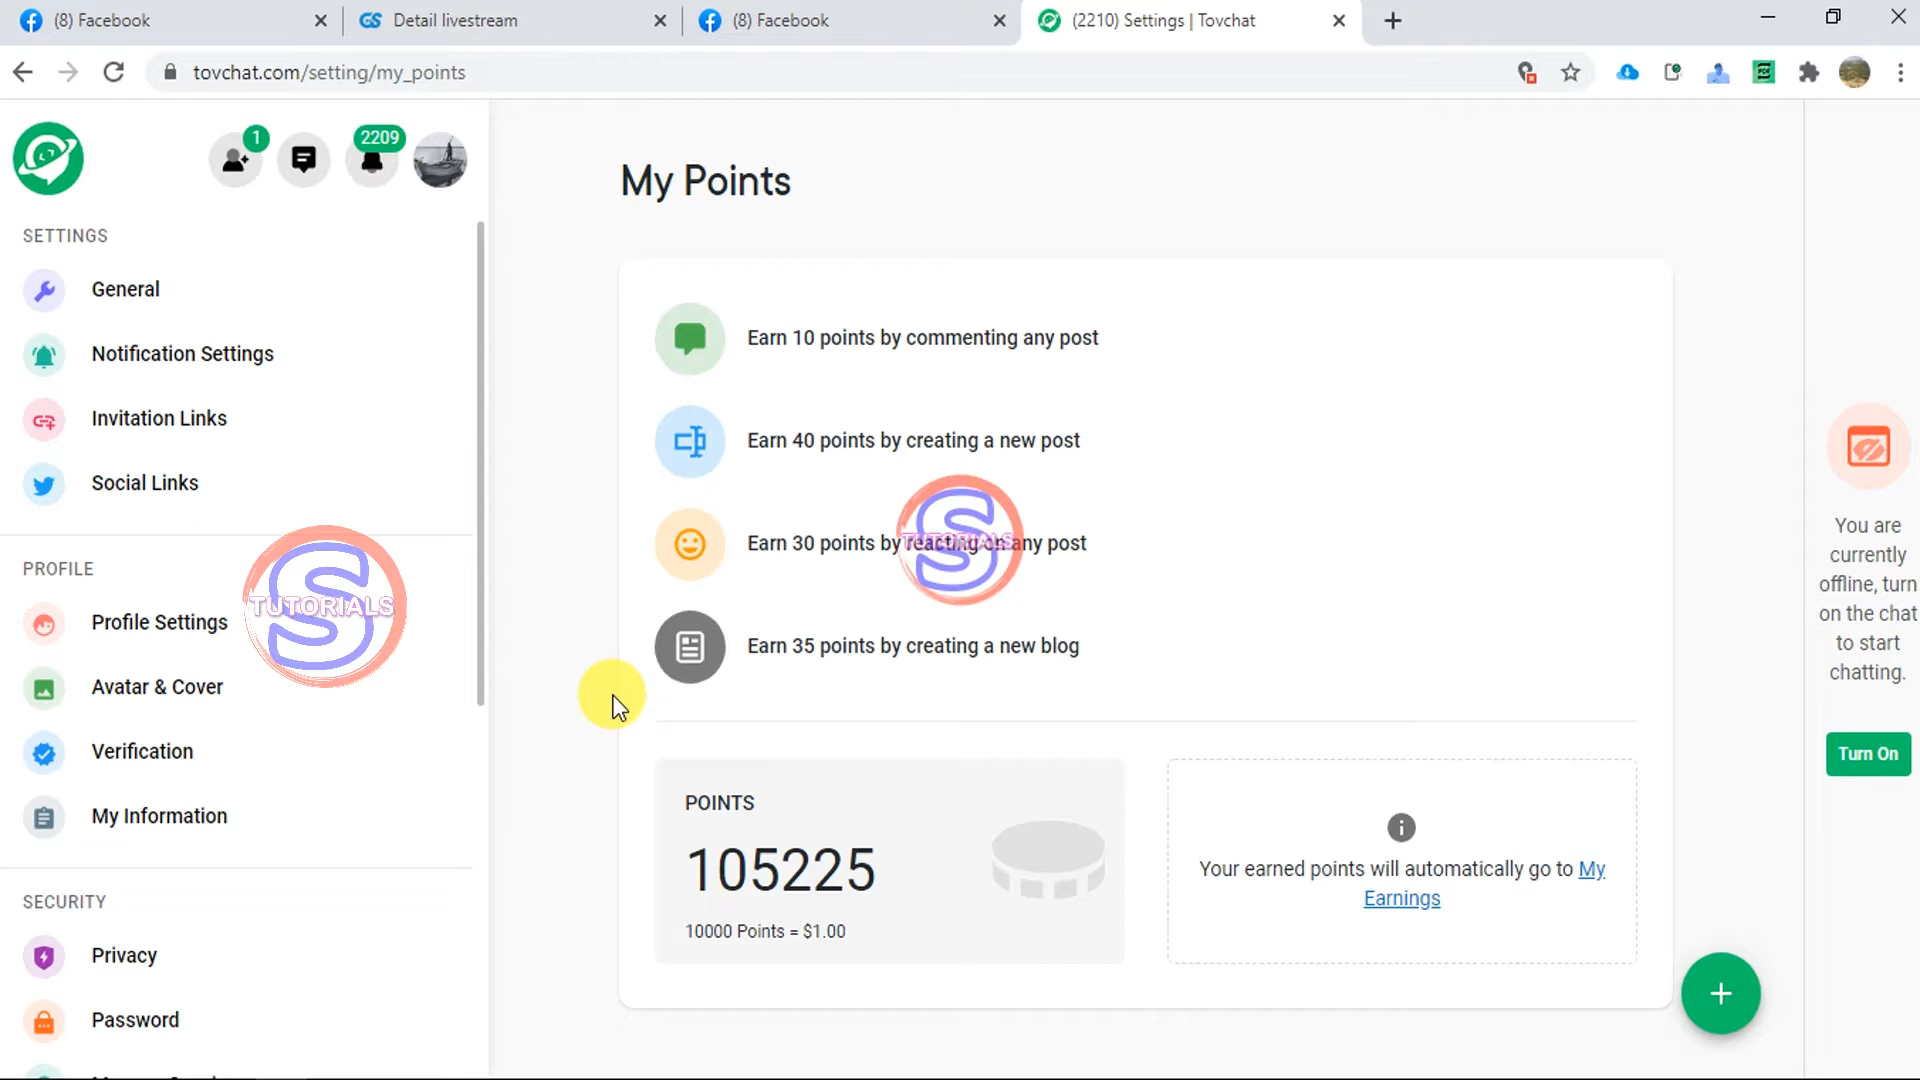 (8) Facebook
Detail livestream
(8) Facebook
(2210) Settings | Tovchat
tovchat.com/setting/my_points
1
2209
SETTINGS
General
Notification Settings
Invitation Links
Social Links
PROFILE
Profile Settings
Avatar & Cover
Verification
My Information
SECURITY
Privacy
Password
S
TUTORIALS
My Points
Earn 10 points by commenting any post
Earn 40 points by creating a new post
Earn 30 points by reacting on any post
Earn 35 points by creating a new blog
S
TUTORIALS
POINTS
105225
10000 Points = $1.00
Your earned points will automatically go to My
Earnings
You are
currently
offline, turn
on the chat
to start
chatting.
Turn On